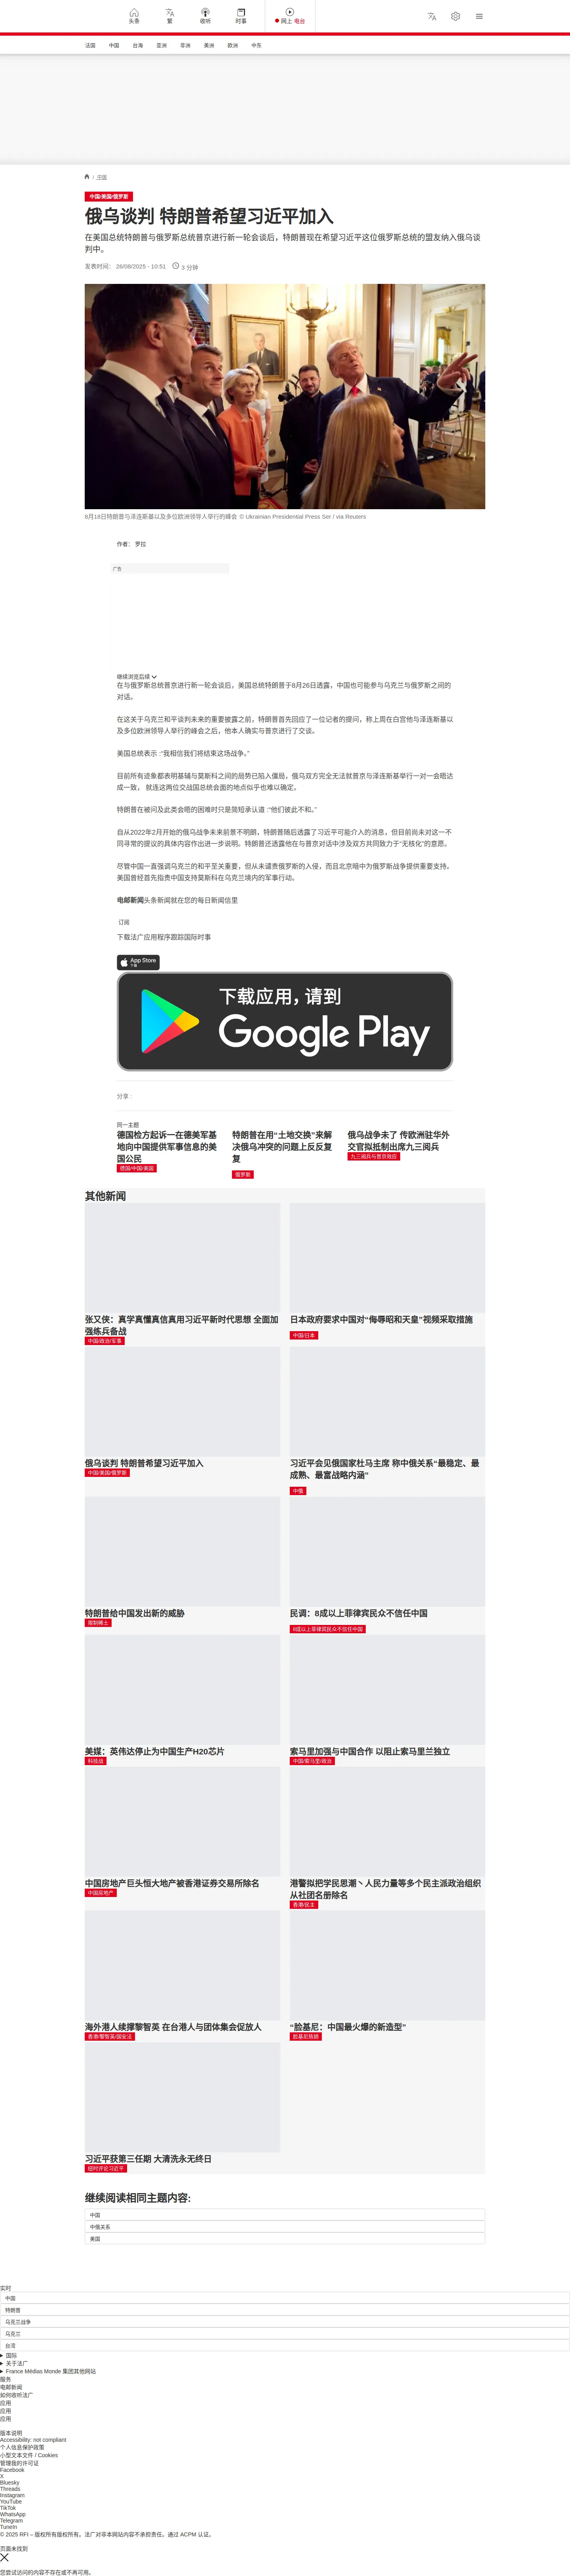 头条
繁
收听
时事
网上 电台
法国
中国
台海
亚洲
非洲
美洲
欧洲
中东
/ 中国
中国/美国/俄罗斯
俄乌谈判 特朗普希望习近平加入
在美国总统特朗普与俄罗斯总统普京进行新一轮会谈后，特朗普现在希望习近平这位俄罗斯总统的盟友纳入俄乌谈
判中。
发表时间： 26/08/2025 - 10:51
3 分钟
8月18日特朗普与泽连斯基以及多位欧洲领导人举行的峰会 © Ukrainian Presidential Press Ser / via Reuters
作者： 罗拉
广告
继续浏览后续
在与俄罗斯总统普京进行新一轮会谈后，美国总统特朗普于8月26日透露，中国也可能参与乌克兰与俄罗斯之间的
对话。
在这关于乌克兰和平谈判未来的重要披露之前，特朗普首先回应了一位记者的提问，称上周在白宫他与泽连斯基以
及多位欧洲领导人举行的峰会之后，他本人确实与普京进行了交谈。
美国总统表示 :“我相信我们将结束这场战争。”
目前所有迹象都表明基辅与莫斯科之间的局势已陷入僵局，俄乌双方完全无法就普京与泽连斯基举行一对一会晤达
成一致， 就连这两位交战国总统会面的地点似乎也难以确定。
特朗普在被问及此类会晤的困难时只是简短承认道 :“他们彼此不和。”
自从2022年2月开始的俄乌战争未来前景不明朗，特朗普随后透露了习近平可能介入的消息，但目前尚未对这一不
同寻常的提议的具体内容作出进一步说明。特朗普还透露他在与普京对话中涉及双方共同致力于“无核化”的意愿。
尽管中国一直强调乌克兰的和平至关重要，但从未谴责俄罗斯的入侵，而且北京暗中为俄罗斯战争提供重要支持。
美国曾经首先指责中国支持莫斯科在乌克兰境内的军事行动。
电邮新闻头条新闻就在您的每日新闻信里
订阅
下载法广应用程序跟踪国际时事
App Store
下载
下载应用，请到
Google Play
分享 :
同一主题
德国检方起诉一在德美军基
地向中国提供军事信息的美
国公民
德国/中国/美国
特朗普在用“土地交换”来解
决俄乌冲突的问题上反反复
复
俄罗斯
俄乌战争未了 传欧洲驻华外
交官拟抵制出席九三阅兵
九三阅兵与普京效应
其他新闻
张又侠：真学真懂真信真用习近平新时代思想 全面加
强练兵备战
中国/政治/军事
日本政府要求中国对“侮辱昭和天皇”视频采取措施
中国/日本
俄乌谈判 特朗普希望习近平加入
中国/美国/俄罗斯
习近平会见俄国家杜马主席 称中俄关系“最稳定、最
成熟、最富战略内涵”
中俄
特朗普给中国发出新的威胁
限制稀土
民调：8成以上菲律宾民众不信任中国
8成以上菲律宾民众不信任中国
美媒：英伟达停止为中国生产H20芯片
科技战
索马里加强与中国合作 以阻止索马里兰独立
中国/索马里/政治
中国房地产巨头恒大地产被香港证券交易所除名
中国房地产
港警拟把学民思潮丶人民力量等多个民主派政治组织
从社团名册除名
香港/民主
海外港人续撑黎智英 在台港人与团体集会促放人
香港/黎智英/国安法
“脸基尼：中国最火爆的新造型”
脸基尼热销
习近平获第三任期 大清洗永无终日
纽时评论习近平
继续阅读相同主题内容:
中国
中俄关系
美国
实时
中国
特朗普
乌克兰战争
乌克兰
台湾
国际
关于法广
France Médias Monde 集团其他网站
服务
电邮新闻
如何收听法广
应用
应用
应用
版本说明
Accessibility: not compliant
个人信息保护政策
小型文本文件 / Cookies
管理我的许可证
Facebook
X
Bluesky
Threads
Instagram
YouTube
TikTok
WhatsApp
Telegram
TuneIn
© 2025 RFI – 版权所有版权所有。法广对非本网站内容不承担责任。通过 ACPM 认证。
页面未找到
您尝试访问的内容不存在或不再可用。